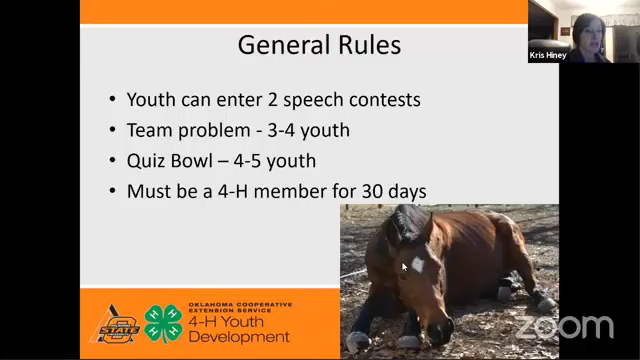 General Rules
Kris Hiney
• Youth can enter 2 speech contests
• Team problem - 3-4 youth
• Quiz Bowl – 4-5 youth
• Must be a 4-H member for 30 days
OKLAHOMA COOPERATIVE
EXTENSION SERVICE
4-H Youth
Development
STATE
H H H H
zoom